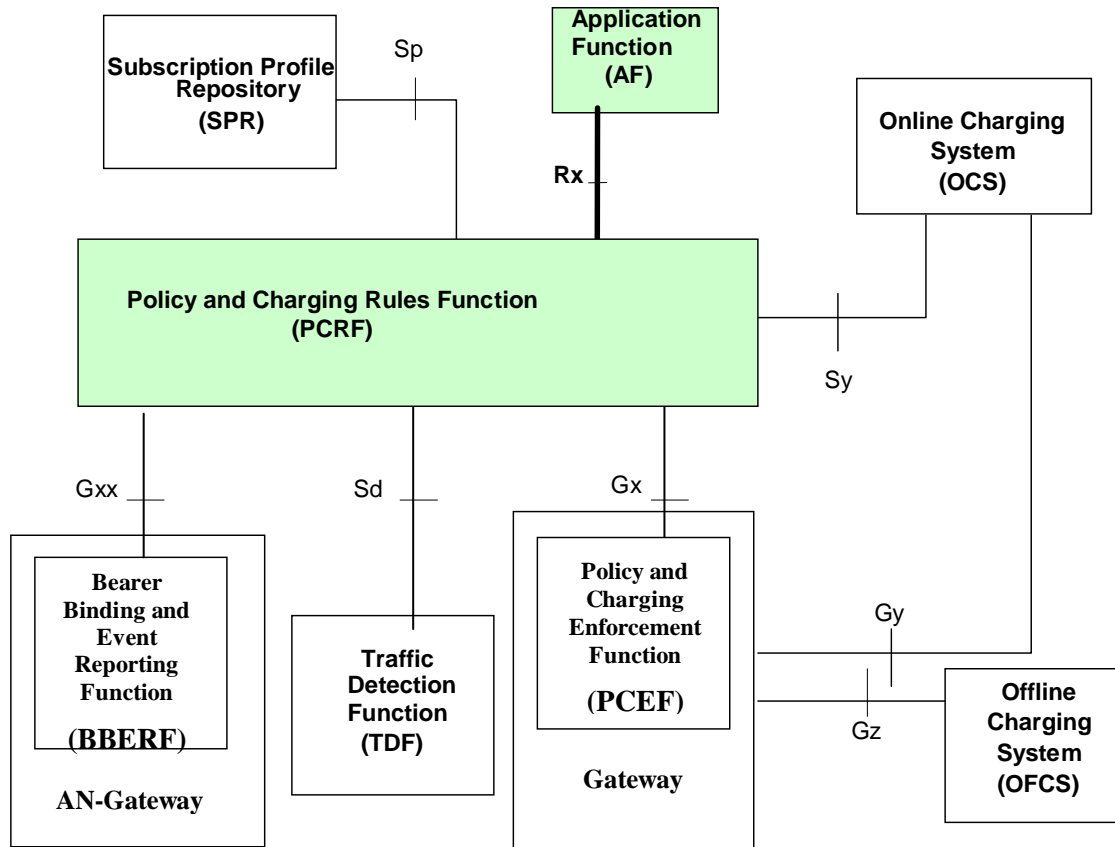 Application
Function
(AF)
Sp
Subscription Profile
Repository
(SPR)
Online Charging
System
(OCS)
Rx
Policy and Charging Rules Function
(PCRF)
Sy
Gxx
Sd
Gx
Bearer
Binding and
Event
Reporting
Function
(BBERF)
AN-Gateway
Traffic
Detection
Function
(TDF)
Policy and
Charging
Enforcement
Function
(PCEF)
Gateway
Gy
Gz
Offline
Charging
System
(OFCS)